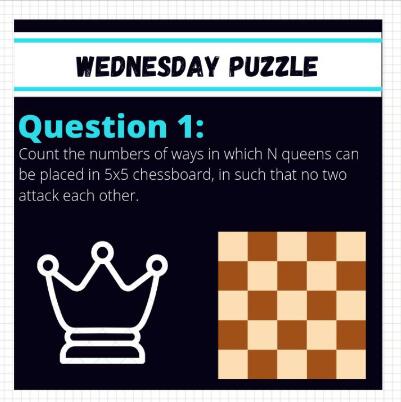 WEDNESDAY PUZZLE
Question 1:
Count the numbers of ways in which N queens can
be placed in 5x5 chessboard, in such that no two
attack each other.